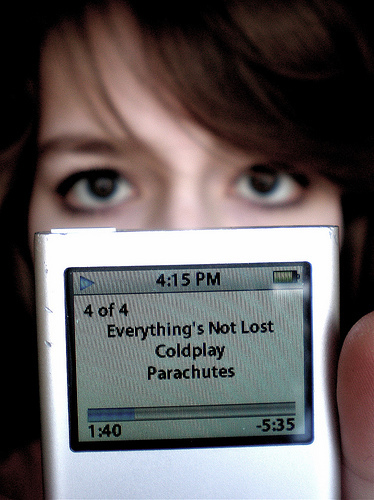 4:15 PM
4 of 4
Everything's Not Lost
Coldplay
Parachutes
1:40 -5:35